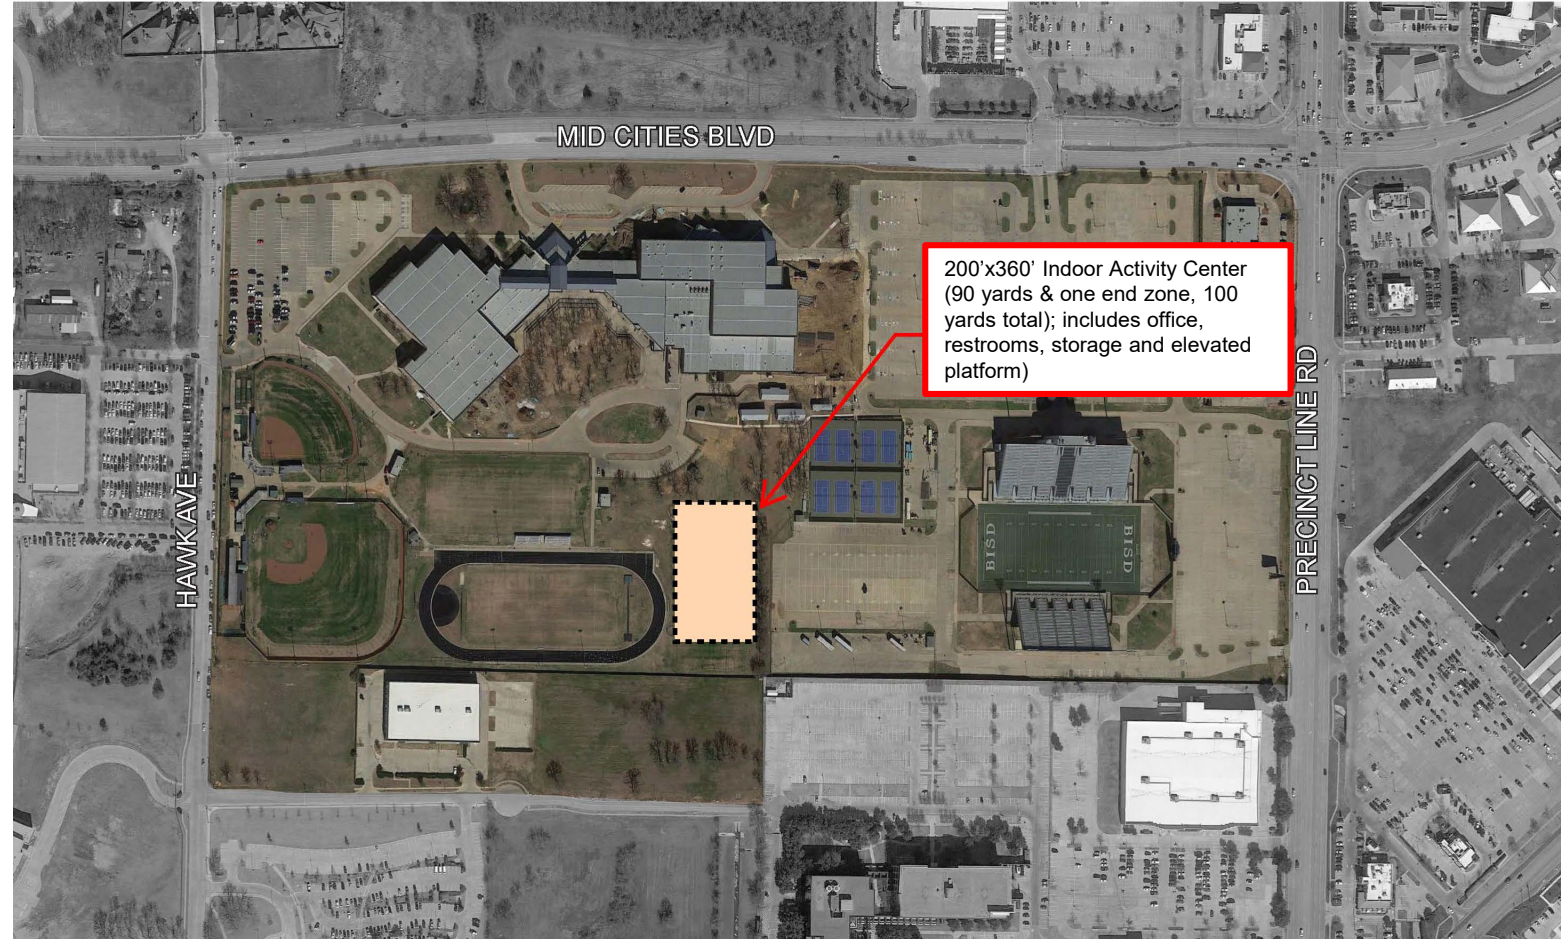 MID CITIES BLVD
200’x360’ Indoor Activity Center
(90 yards & one end zone, 100
yards total); includes office,
restrooms, storage and elevated
platform)
HAWK AVE
PRECINCT LINE RD
BISD
BISD